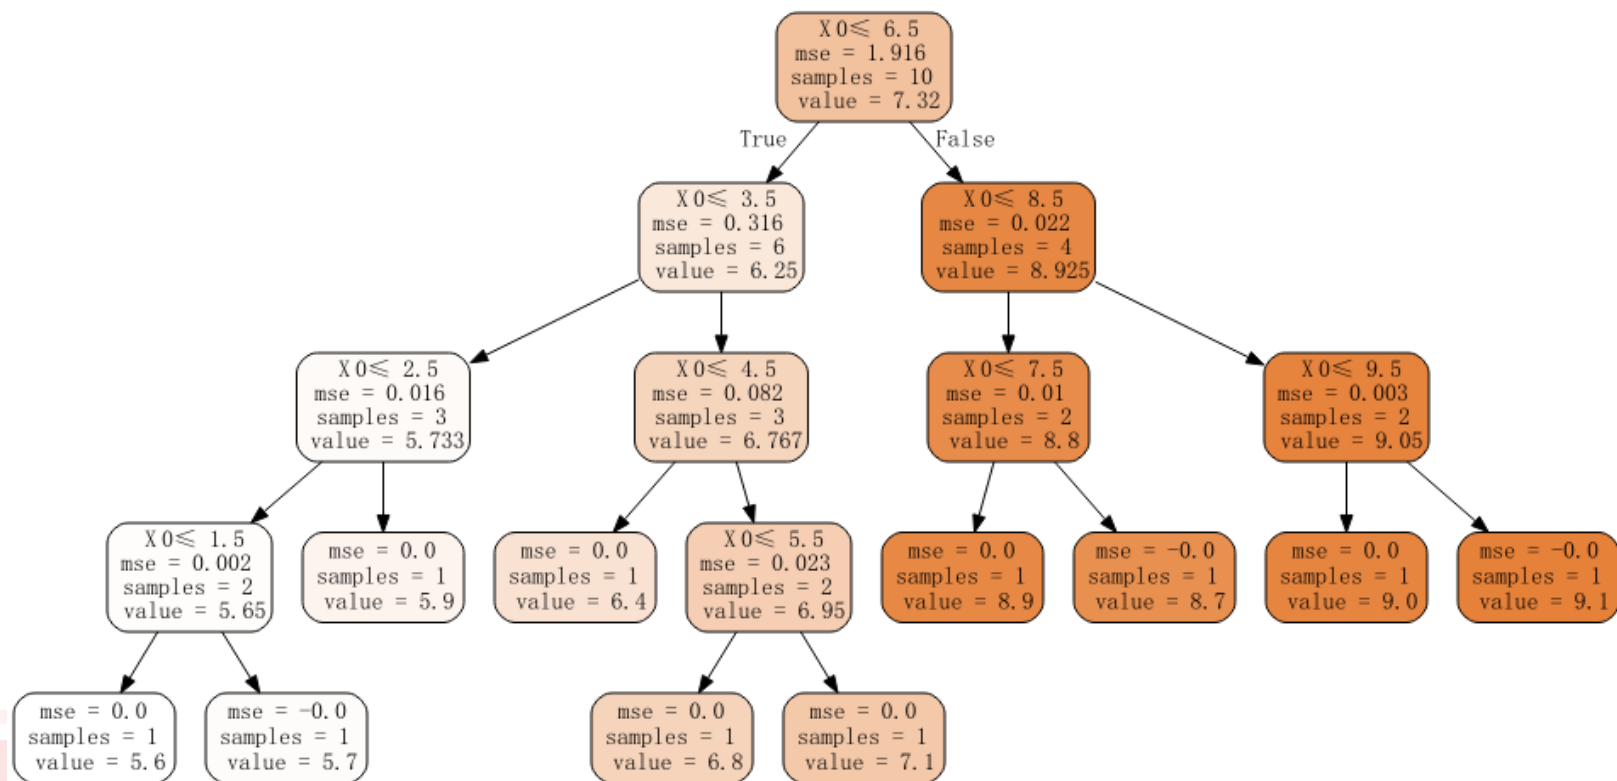 X0≤ 6.5
mse = 1.916
samples = 10
value = 7.32
True
False
X0≤ 3.5
mse = 0.316
samples = 6
value = 6.25
X0≤ 8.5
mse = 0.022
samples = 4
value = 8.925
X0≤ 2.5
mse = 0.016
samples = 3
value = 5.733
X0≤ 4.5
mse = 0.082
samples = 3
value = 6.767
X0≤ 7.5
mse = 0.01
samples = 2
value = 8.8
X0≤ 9.5
mse = 0.003
samples = 2
value = 9.05
X0≤ 1.5
mse = 0.002
samples = 2
value = 5.65
mse = 0.0
samples = 1
value = 5.9
mse = 0.0
samples = 1
value = 6.4
X0≤ 5.5
mse = 0.023
samples = 2
value = 6.95
mse = 0.0
samples = 1
value = 8.9
mse = -0.0
samples = 1
value = 8.7
mse = 0.0
samples = 1
value = 9.0
mse = -0.0
samples = 1
value = 9.1
mse = 0.0
samples = 1
value = 5.6
mse = -0.0
samples = 1
value = 5.7
mse = 0.0
samples = 1
value = 6.8
mse = 0.0
samples = 1
value = 7.1